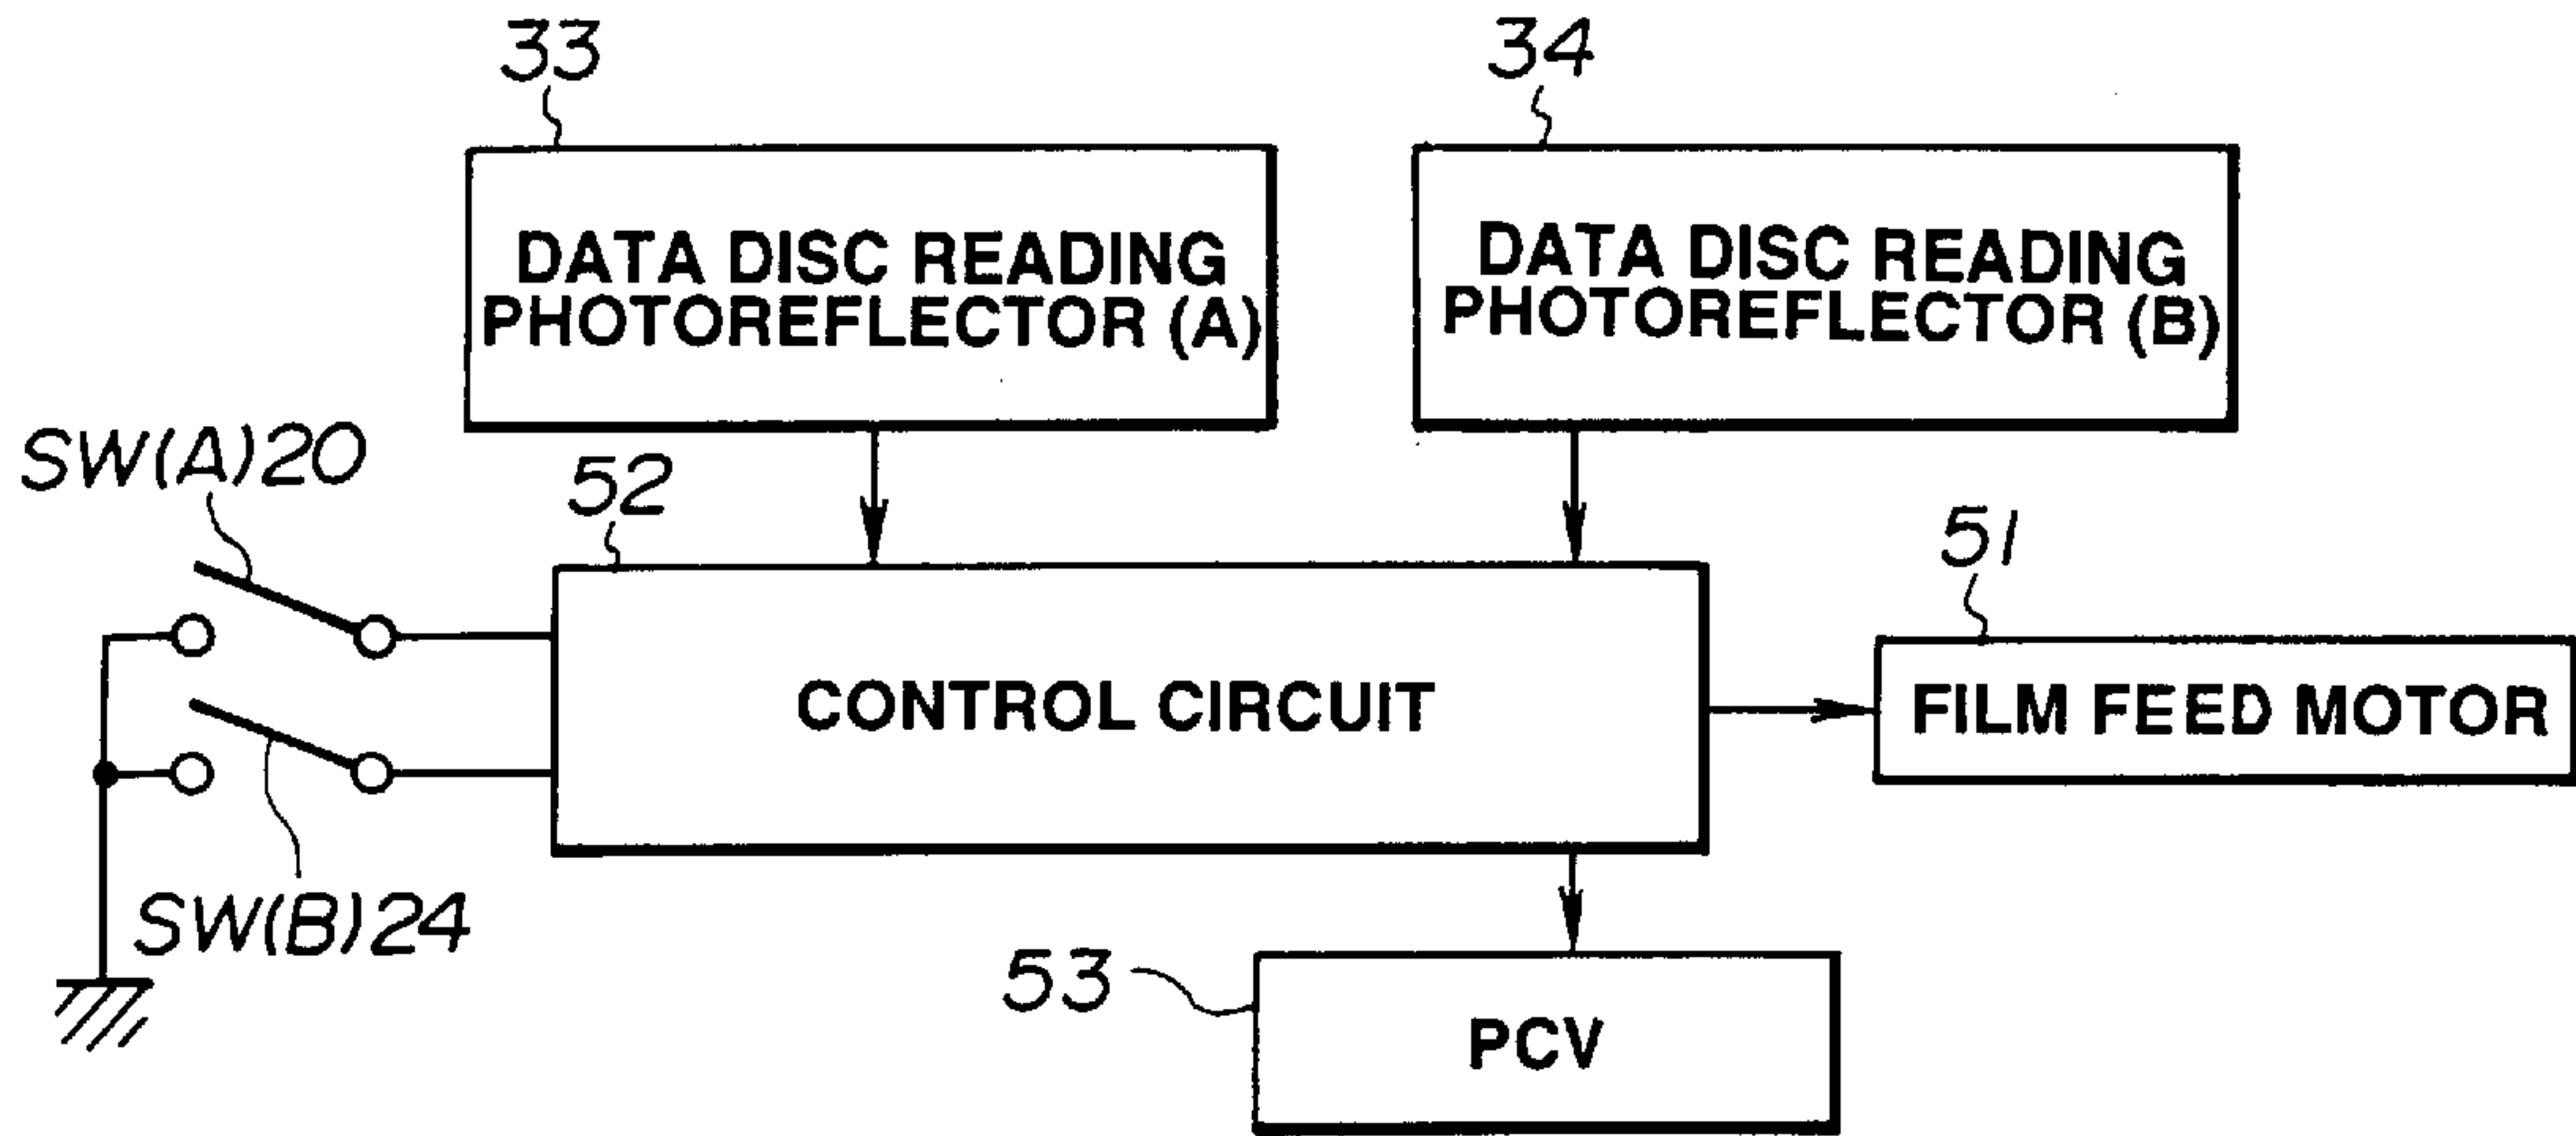 33
34
DATA DISC READING
PHOTOREFLECTOR (A)
DATA DISC READING
PHOTOREFLECTOR (B)
SW(A)20
52
51
CONTROL CIRCUIT
FILM FEED MOTOR
SW(B)24
53
PCV